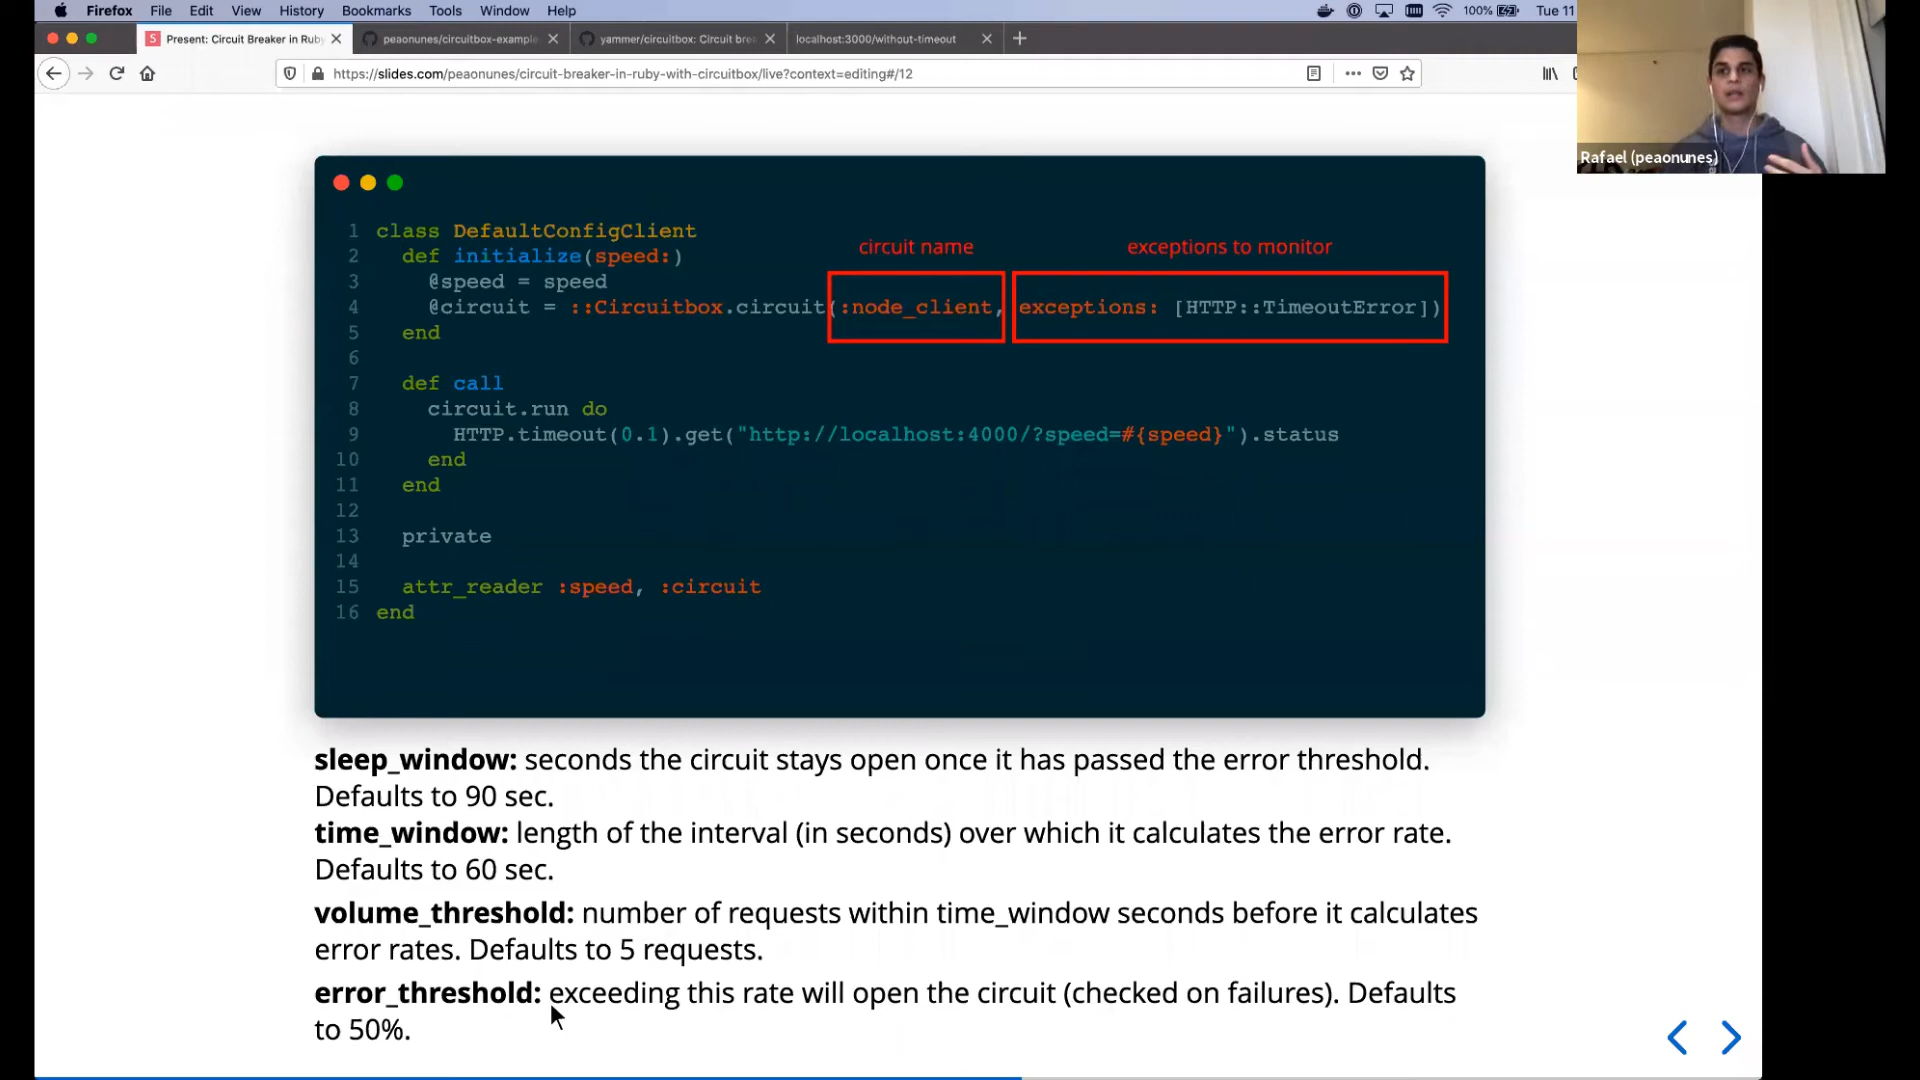 Firefox File Edit View History Bookmarks Tools Window Help 100% Tue 11
Present: Circuit Breaker in Ruby peaonunes/circuitbox-example yammer/circuitbox: Circuit brea localhost:3000/without-timeout
https://slides.com/peaonunes/circuit-breaker-in-ruby-with-circuitbox/live?context=editing#/12
Rafael (peaonunes)
circuit name exceptions to monitor
1 class DefaultConfigClient
2 def initialize(speed:)
3 @speed = speed
4 @circuit = ::Circuitbox.circuit(:node_client, exceptions: [HTTP::TimeoutError])
5 end
6
7 def call
8 circuit.run do
9 HTTP.timeout(0.1).get("http://localhost:4000/?speed=#{speed}").status
10 end
11 end
12
13 private
14
15 attr_reader :speed, :circuit
16 end
sleep_window: seconds the circuit stays open once it has passed the error threshold.
Defaults to 90 sec.
time_window: length of the interval (in seconds) over which it calculates the error rate.
Defaults to 60 sec.
volume_threshold: number of requests within time_window seconds before it calculates
error rates. Defaults to 5 requests.
error_threshold: exceeding this rate will open the circuit (checked on failures). Defaults
to 50%.